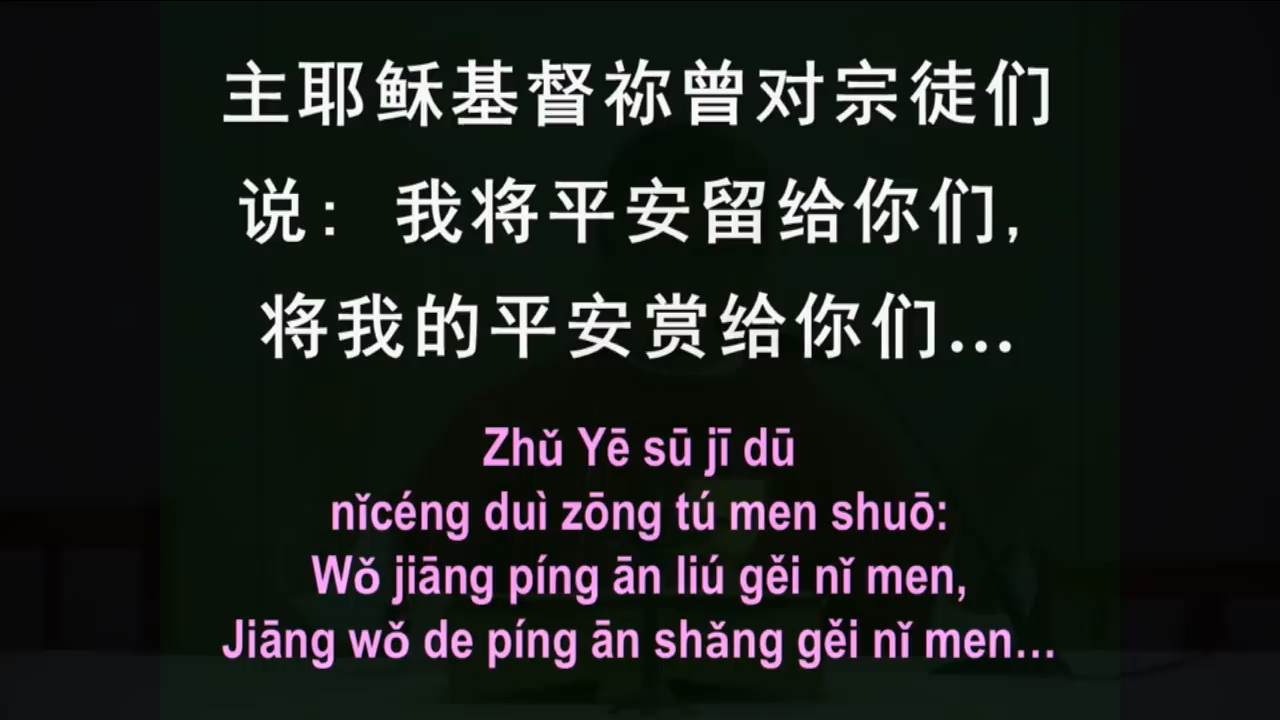 主耶稣基督祢曾对宗徒们
说: 我将平安留给你们,
将我的平安赏给你们...
Zhǔ Yē sū jī dū
nǐcéng duì zōng tú men shuō:
Wǒ jiāng píng ān liú gěi nǐ men,
Jiāng wǒ de píng ān shǎng gěi nǐ men...